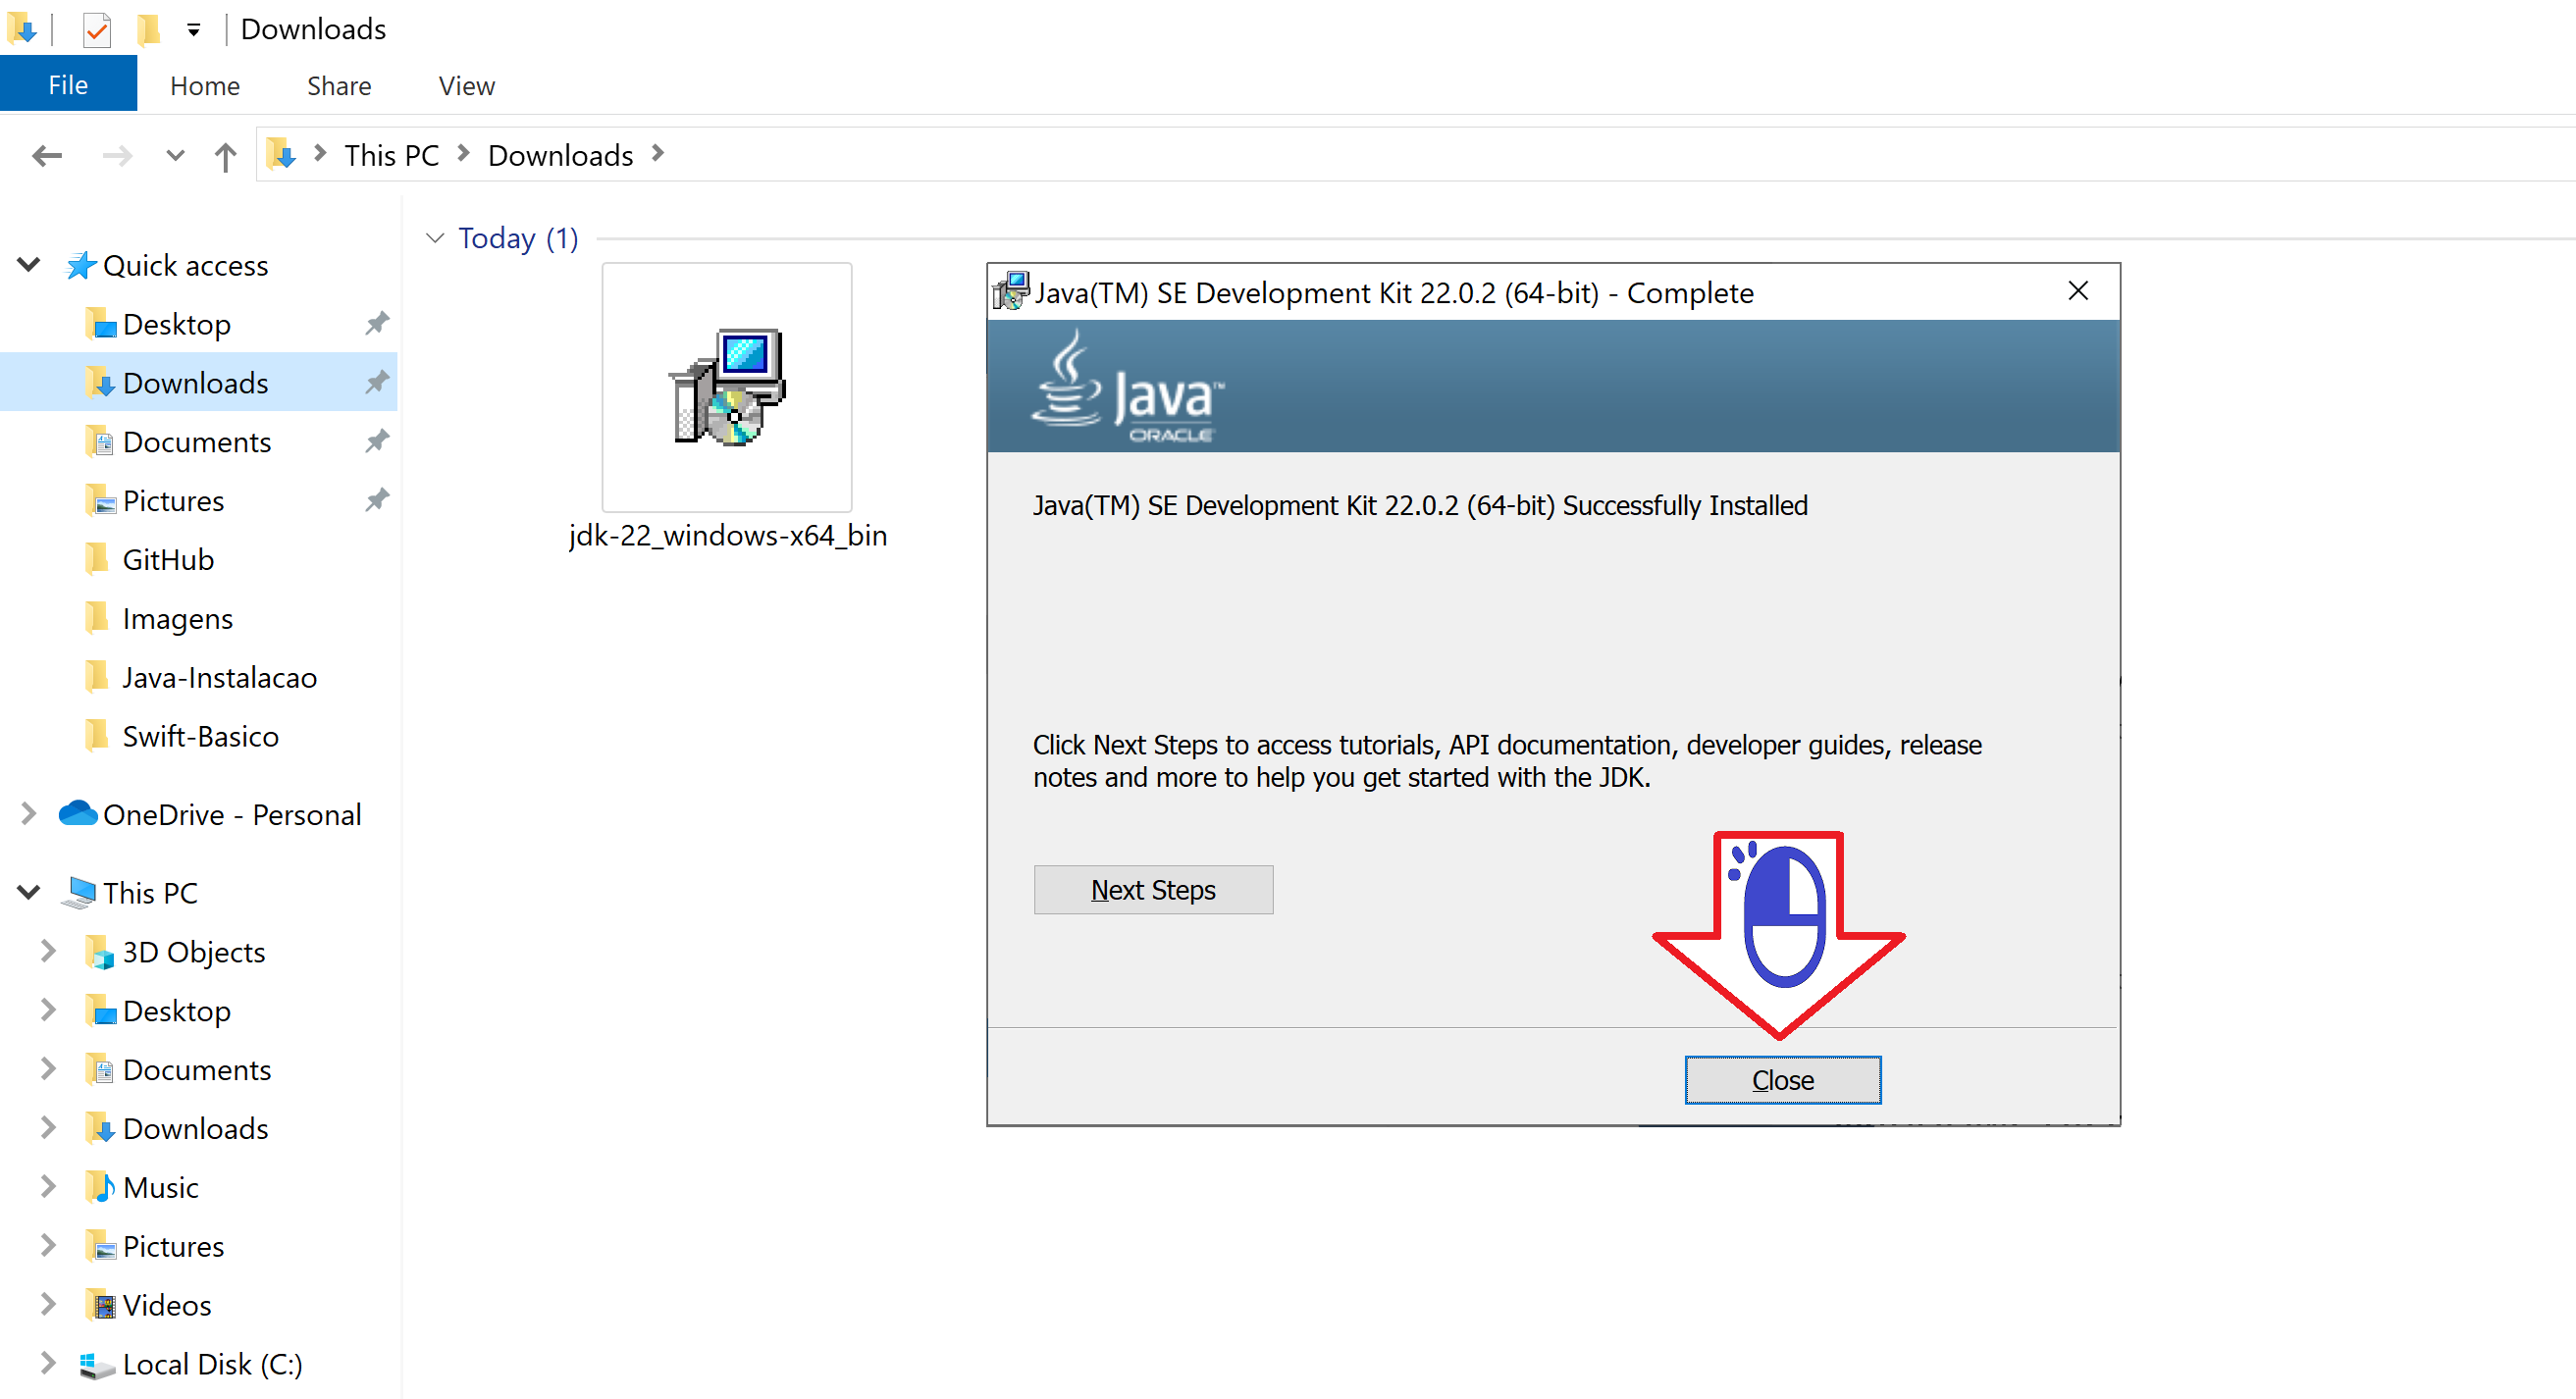 Downloads
File Home Share View
This PC Downloads
Quick access
Desktop
Downloads
Documents
Pictures
GitHub
Imagens
Java-Instalacao
Swift-Basico
OneDrive - Personal
This PC
3D Objects
Desktop
Documents
Downloads
Music
Pictures
Videos
Local Disk (C:)
Today (1)
jdk-22_windows-x64_bin
Java(TM) SE Development Kit 22.0.2 (64-bit) - Complete
Java™
ORACLE
Java(TM) SE Development Kit 22.0.2 (64-bit) Successfully Installed
Click Next Steps to access tutorials, API documentation, developer guides, release
notes and more to help you get started with the JDK.
Next Steps
Close